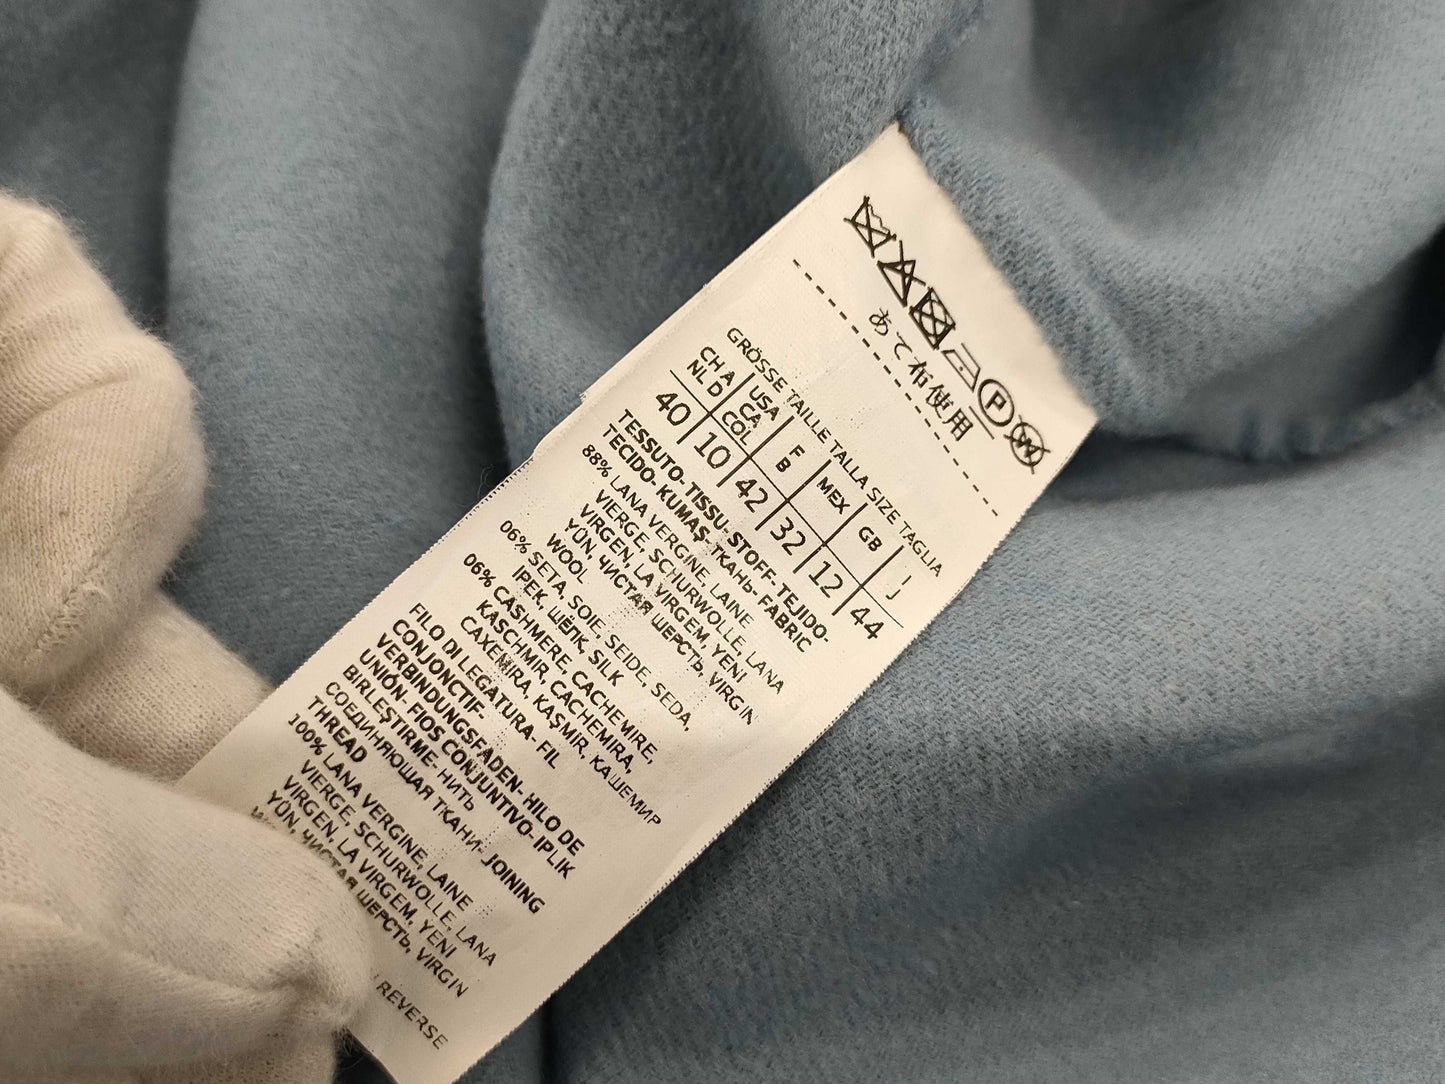 あて布使用
GRÖSSE TAILLE TALLA SIZE TAGLIA
CH A NL D
USA CA COL
F B
MEX
GB
J
40 10 42 32 12 44
TESSUTO- TISSU- STOFF- TEJIDO-
TECIDO- KUMAŞ- ТКАНЬ- FABRIC
88% LANA VERGINE, LAINE
VIERGE, SCHURWOLLE, LANA
VIRGEN, LA VIRGEM, YENI
YÜN, ЧИСТАЯ ШЕРСТЬ, VIRGIN
WOOL
06% SETA, SOIE, SEIDE, SEDA,
IPEK, ШЁЛК, SILK
06% CASHMERE, CACHEMIRE,
KASCHMIR, CACHEMIRA,
CAXEMIRA, KAŞMIR, КАШЕМИР
FILO DI LEGATURA- FIL
CONJONCTIF-
VERBINDUNGSFADEN- HILO DE
UNIÓN- FIOS CONJUNTIVO- IPLIK
BIRLEŞTIRME- НИТЬ
СОЕДИНЯЮЩАЯ ТКАНИ- JOINING
THREAD
100% LANA VERGINE, LAINE
VIERGE, SCHURWOLLE, LANA
VIRGEN, LA VIRGEM, YENI
YÜN, ЧИСТАЯ ШЕРСТЬ, VIRGIN
REVERSE